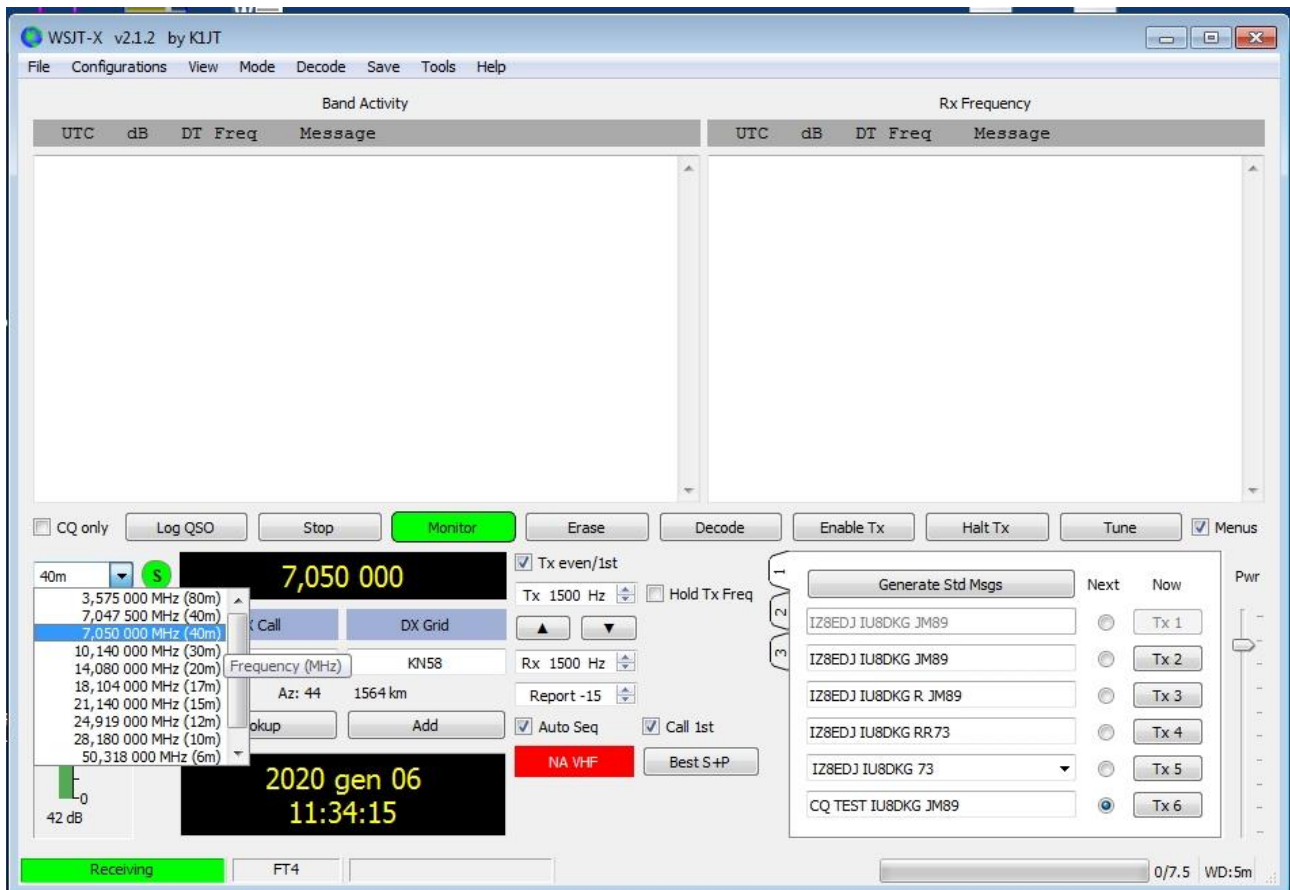 WSJT-X v2.1.2 by K1JT
File Configurations View Mode Decode Save Tools Help
Band Activity
Rx Frequency
UTC dB DT Freq Message
UTC dB DT Freq Message
CQ only Log QSO Stop Monitor Erase Decode Enable Tx Halt Tx Tune Menus
40m
S
3,575 000 MHz (80m)
7,047 500 MHz (40m)
7,050 000 MHz (40m)
10,140 000 MHz (30m)
14,080 000 MHz (20m)
18,104 000 MHz (17m)
21,140 000 MHz (15m)
24,919 000 MHz (12m)
28,180 000 MHz (10m)
50,318 000 MHz (6m)
Frequency (MHz)
7,050 000
Call DX Grid
KN58
Az: 44 1564 km
okup Add
2020 gen 06
11:34:15
0
42 dB
Tx even/1st
Tx 1500 Hz Hold Tx Freq
Rx 1500 Hz
Report -15
Auto Seq Call 1st
NA VHF Best S+P
1
2
3
Generate Std Msgs Next Now Pwr
IZ8EDJ IU8DKG JM89 Tx 1
IZ8EDJ IU8DKG JM89 Tx 2
IZ8EDJ IU8DKG R JM89 Tx 3
IZ8EDJ IU8DKG RR73 Tx 4
IZ8EDJ IU8DKG 73 Tx 5
CQ TEST IU8DKG JM89 Tx 6
Receiving FT4 0/7.5 WD:5m